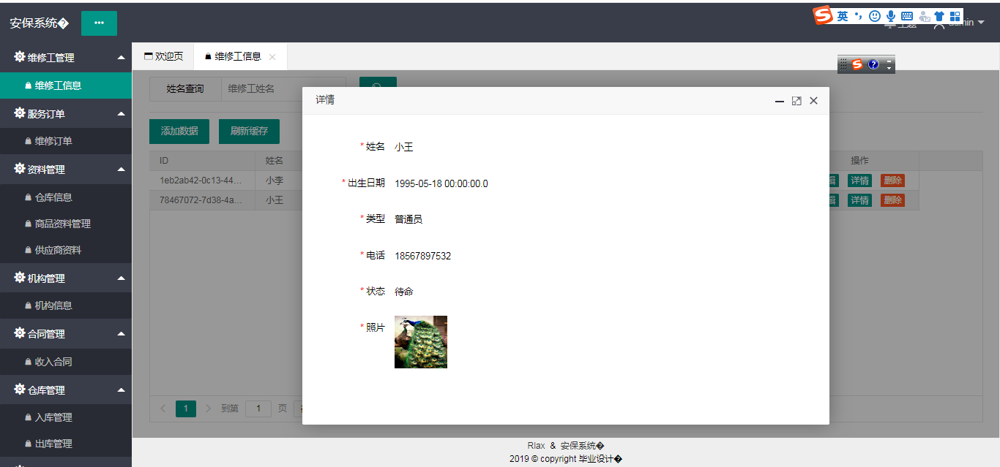 安保系统�
英
主题
admin
维修工管理
维修工信息
服务订单
维修订单
资料管理
仓库信息
商品资料管理
供应商资料
机构管理
机构信息
合同管理
收入合同
仓库管理
入库管理
出库管理
欢迎页
维修工信息
姓名查询
维修工姓名
添加数据
刷新缓存
ID 姓名 操作
1eb2ab42-0c13-44... 小李 详情 删除
78467072-7d38-4a... 小王 详情 删除
1 到第 1 页
详情
*姓名 小王
*出生日期 1995-05-18 00:00:00.0
*类型 普通员
*电话 18567897532
*状态 待命
*照片
Rlax & 安保系统�
2019 © copyright 毕业设计�